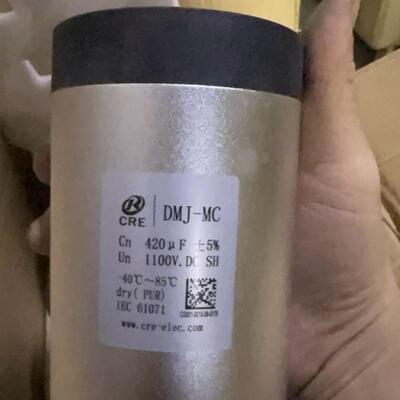 CRE
DMJ-MC
Cn 420μF ±5%
Un 1100V.DC SH
-40℃~85℃
dry(PUR)
IEC 61071
www.cre-elec.com